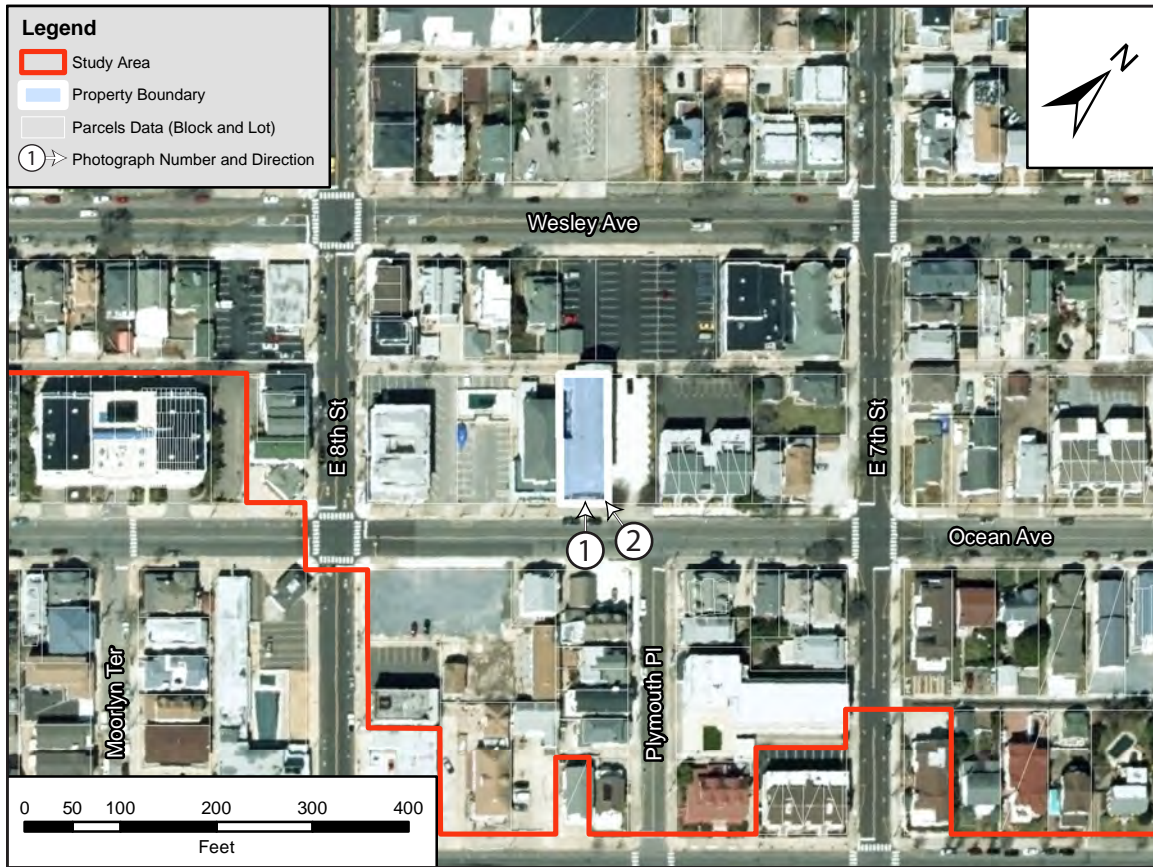 Legend
Study Area
Property Boundary
Parcels Data (Block and Lot)
1 Photograph Number and Direction
N
Wesley Ave
E 8th St
E 7th St
1
2
Ocean Ave
Moorlyn Ter
Plymouth Pl
0 50 100 200 300 400
Feet